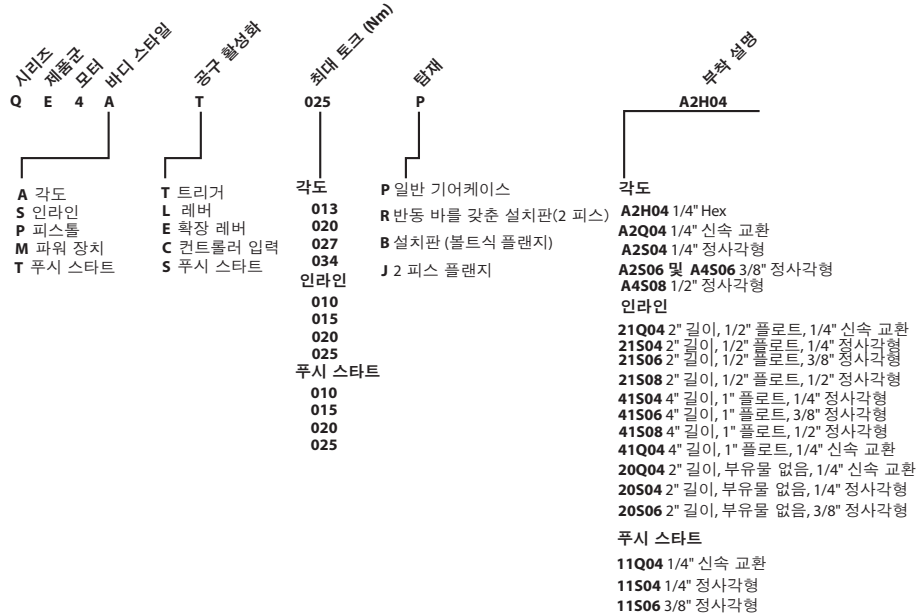 시리즈
제품군
모터
바디 스타일
공구 활성화
최대 토크 (Nm)
탑재
부착 설명
Q E 4 A T 025 P A2H04
A 각도
S 인라인
P 피스톨
M 파워 장치
T 푸시 스타트
T 트리거
L 레버
E 확장 레버
C 컨트롤러 입력
S 푸시 스타트
각도
013
020
027
034
인라인
010
015
020
025
푸시 스타트
010
015
020
025
P 일반 기어케이스
R 반동 바를 갖춘 설치판(2 피스)
B 설치판 (볼트식 플랜지)
J 2 피스 플랜지
각도
A2H04 1/4" Hex
A2Q04 1/4" 신속 교환
A2S04 1/4" 정사각형
A2S06 및 A4S06 3/8" 정사각형
A4S08 1/2" 정사각형
인라인
21Q04 2" 길이, 1/2" 플로트, 1/4" 신속 교환
21S04 2" 길이, 1/2" 플로트, 1/4" 정사각형
21S06 2" 길이, 1/2" 플로트, 3/8" 정사각형
21S08 2" 길이, 1/2" 플로트, 1/2" 정사각형
41S04 4" 길이, 1" 플로트, 1/4" 정사각형
41S06 4" 길이, 1" 플로트, 3/8" 정사각형
41S08 4" 길이, 1" 플로트, 1/2" 정사각형
41Q04 4" 길이, 1" 플로트, 1/4" 신속 교환
20Q04 2" 길이, 부유물 없음, 1/4" 신속 교환
20S04 2" 길이, 부유물 없음, 1/4" 정사각형
20S06 2" 길이, 부유물 없음, 3/8" 정사각형
푸시 스타트
11Q04 1/4" 신속 교환
11S04 1/4" 정사각형
11S06 3/8" 정사각형